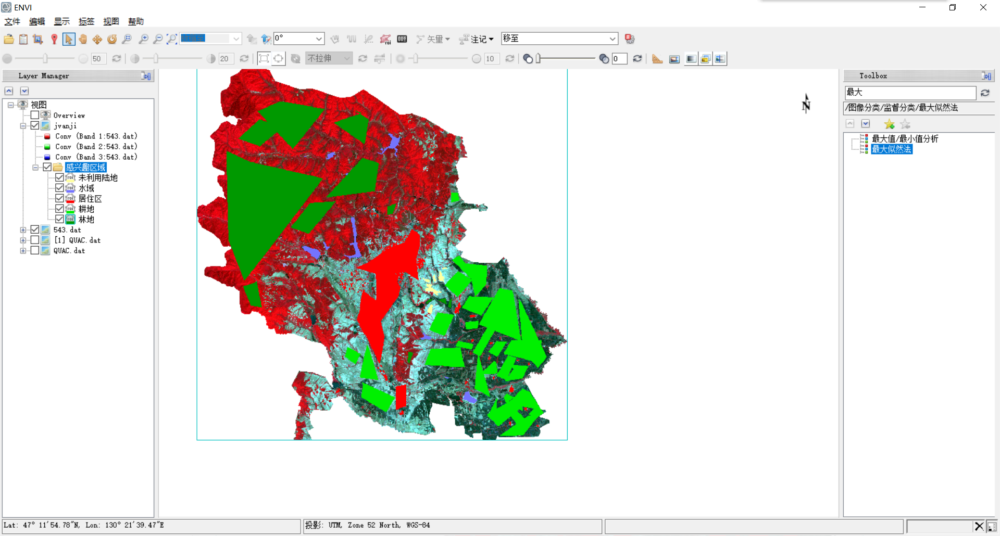 ENVI
文件 编辑 显示 标签 视图 帮助
0° 矢量 注记 移至
50 20 不拉伸 10 0
Layer Manager
视图
Overview
jvanji
Conv (Band 1:543.dat)
Conv (Band 2:543.dat)
Conv (Band 3:543.dat)
感兴趣区域
未利用陆地
水域
居住区
耕地
林地
543.dat
[1] QUAC.dat
QUAC.dat
N
Toolbox
最大
/图像分类/监督分类/最大似然法
最大值/最小值分析
最大似然法
Lat: 47° 11'54.78"N, Lon: 130° 21'39.47"E
投影: UTM, Zone 52 North, WGS-84